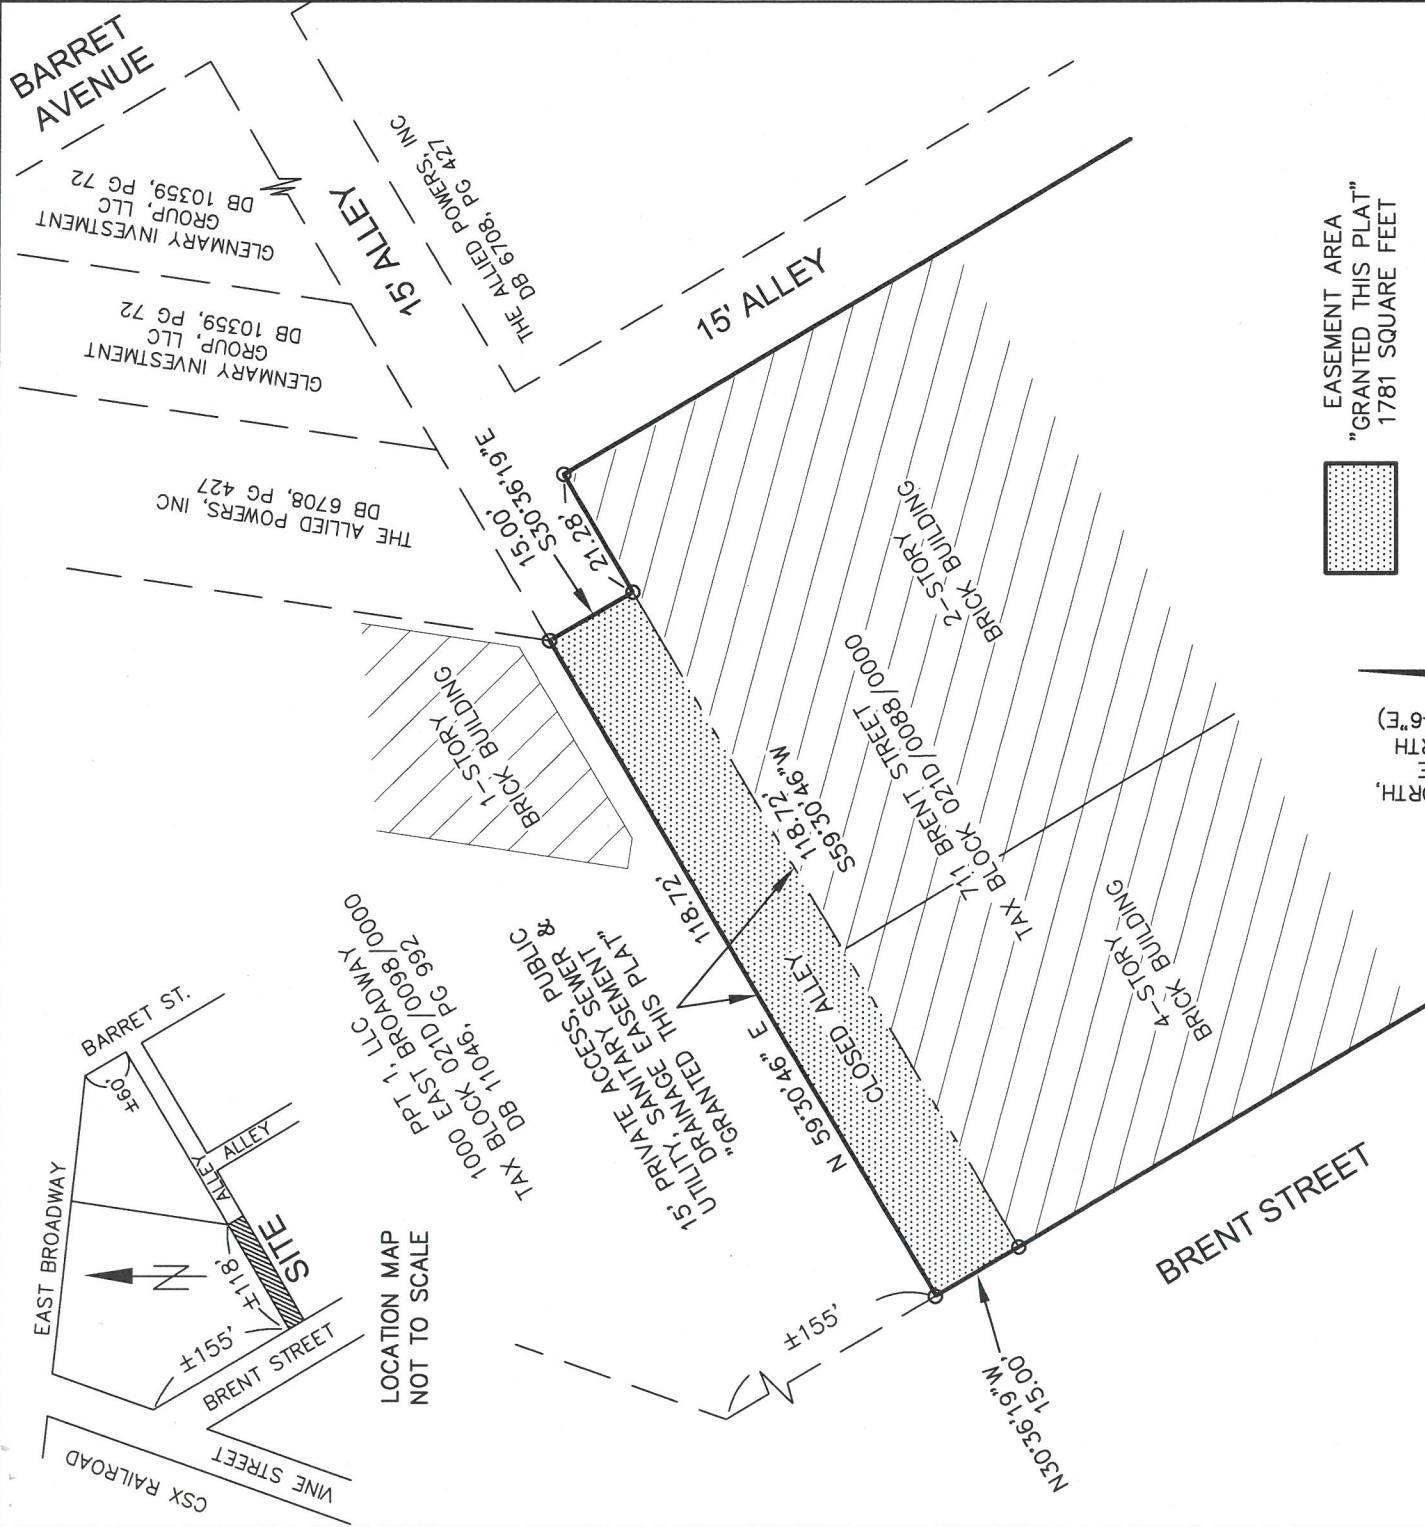 BARRET
AVENUE
GLENMARY INVESTMENT
GROUP, LLC
DB 10359, PG 72
GLENMARY INVESTMENT
GROUP, LLC
DB 10359, PG 72
THE ALLIED POWERS, INC
DB 6708, PG 427
15' ALLEY
THE ALLIED POWERS, INC
DB 6708, PG 427
15' ALLEY
15.00'
S30°36'19"E
21.28'
1-STORY
BRICK BUILDING
2-STORY
BRICK BUILDING
711 BRENT STREET
TAX BLOCK 021D/0088/0000
4-STORY
BRICK BUILDING
118.72'
S59°30'46"W
118.72'
N 59°30'46" E
CLOSED ALLEY
15' PRIVATE ACCESS, PUBLIC
UTILITY, SANITARY SEWER &
DRAINAGE EASEMENT
"GRANTED THIS PLAT"
PPT 1, LLC
1000 EAST BROADWAY
TAX BLOCK 021D/0098/0000
DB 11046, PG 992
BRENT STREET
±155'
N30°36'19"W
15.00'
EASEMENT AREA
"GRANTED THIS PLAT"
1781 SQUARE FEET
EAST BROADWAY
BARRET ST.
±60'
ALLEY
ALLEY
N
SITE
±118'
±155'
BRENT STREET
VINE STREET
CSX RAILROAD
LOCATION MAP
NOT TO SCALE